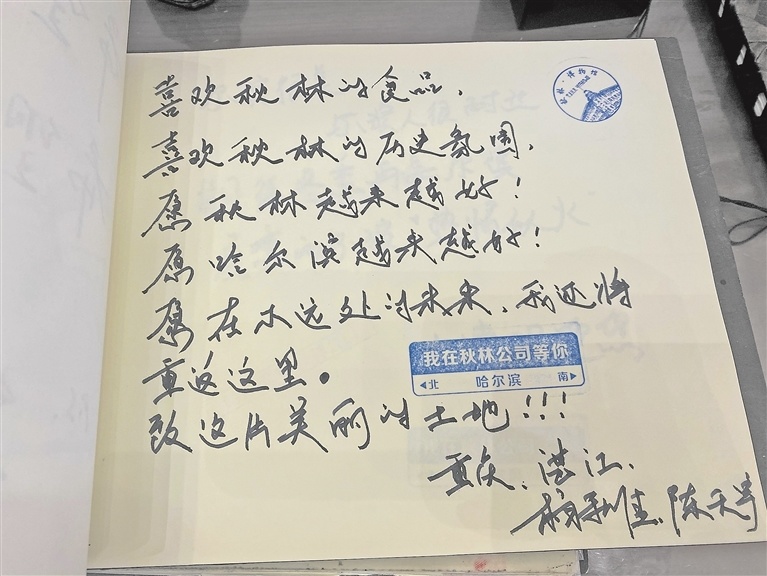 喜欢秋林的食品，
喜欢秋林的历史氛围，
愿秋林越来越好！
愿哈尔滨越来越好！
愿在不远处的未来，我还将
重返这里。
致这片美丽的土地！！！
重庆、湛江，
陈天
博物馆
我在秋林公司等你
北 哈尔滨 南